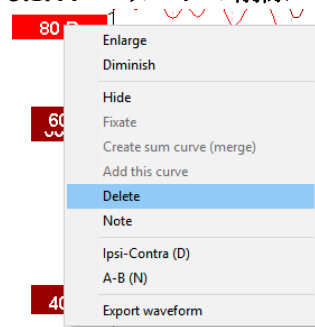 80
Enlarge
Diminish
Hide
60
Fixate
Create sum curve (merge)
Add this curve
Delete
Note
Ipsi-Contra (D)
A-B (N)
40
Export waveform